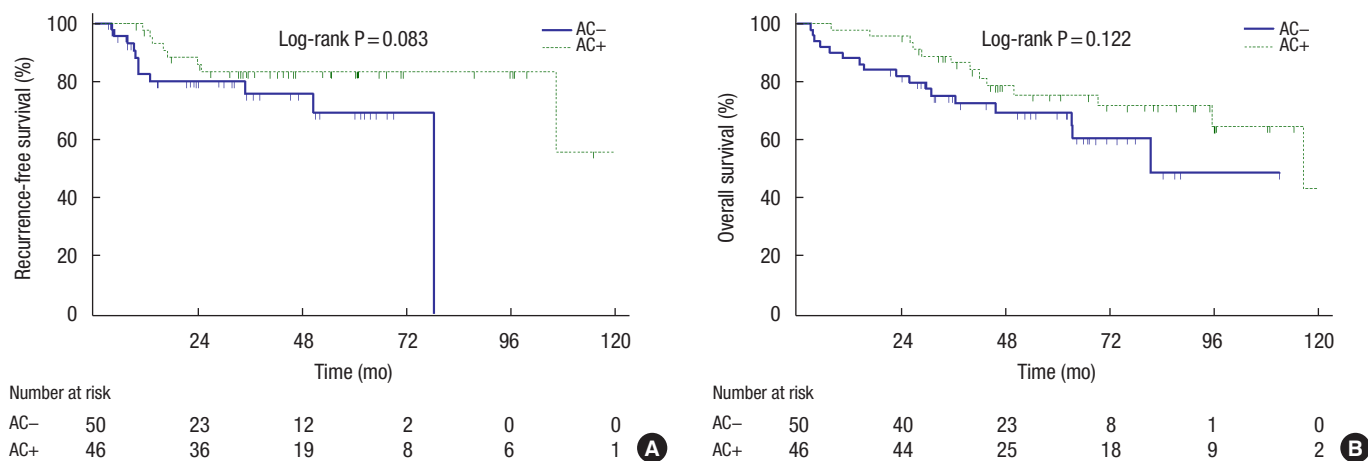 100
80
60
40
20
0
Recurrence-free survival (%)
Log-rank P=0.083
AC–
AC+
24 48 72 96 120
Time (mo)
Number at risk
AC– 50 23 12 2 0 0
AC+ 46 36 19 8 6 1
A
100
80
60
40
20
0
Overall survival (%)
Log-rank P=0.122
AC–
AC+
24 48 72 96 120
Time (mo)
Number at risk
AC– 50 40 23 8 1 0
AC+ 46 44 25 18 9 2
B